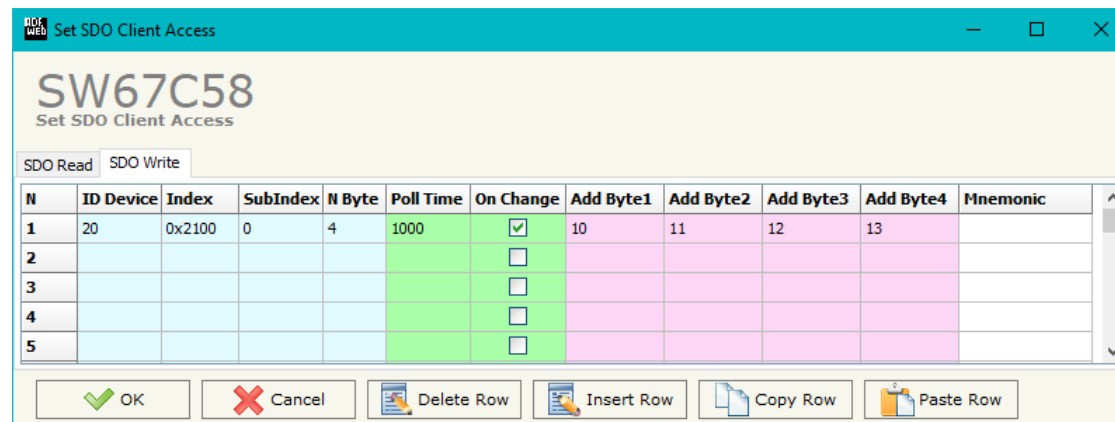 ADF WEB Set SDO Client Access
SW67C58
Set SDO Client Access
SDO Read SDO Write
N ID Device Index SubIndex N Byte Poll Time On Change Add Byte1 Add Byte2 Add Byte3 Add Byte4 Mnemonic
1 20 0x2100 0 4 1000 10 11 12 13
2
3
4
5
OK Cancel Delete Row Insert Row Copy Row Paste Row